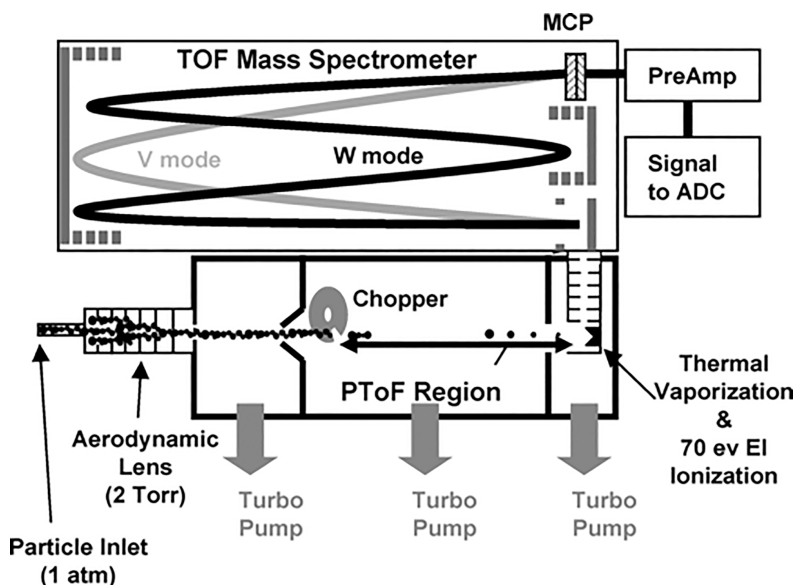 MCP
TOF Mass Spectrometer
PreAmp
V mode
W mode
Signal
to ADC
Chopper
PToF Region
Thermal
Vaporization
&
70 ev EI
Ionization
Aerodynamic
Lens
(2 Torr)
Particle Inlet
(1 atm)
Turbo
Pump
Turbo
Pump
Turbo
Pump